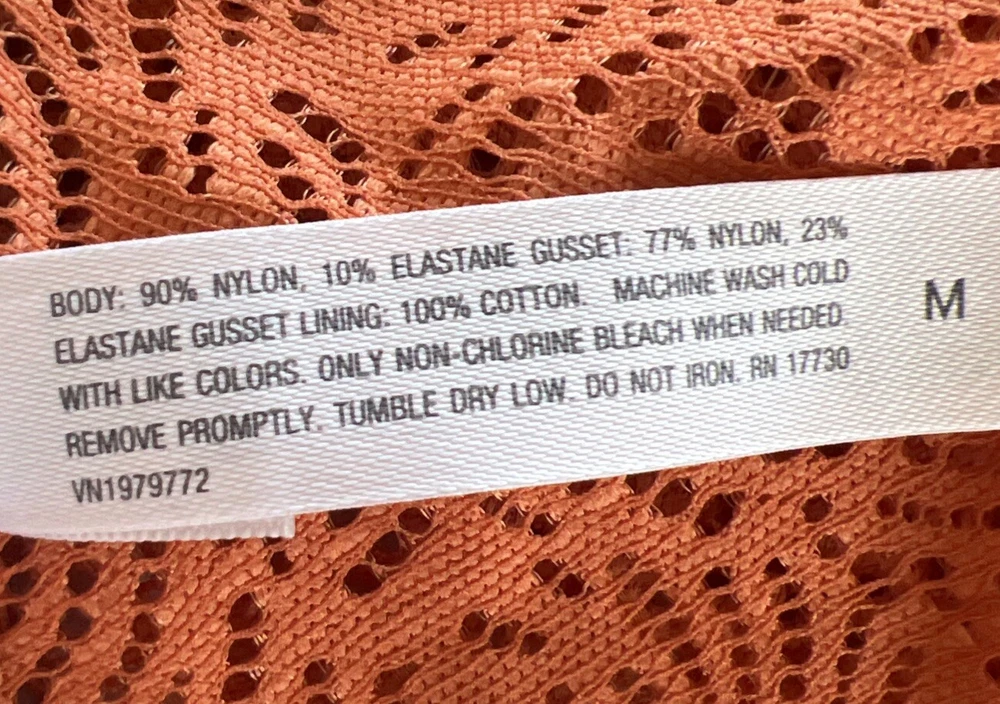 BODY: 90% NYLON, 10% ELASTANE GUSSET: 77% NYLON, 23%
ELASTANE GUSSET LINING: 100% COTTON. MACHINE WASH COLD
WITH LIKE COLORS. ONLY NON-CHLORINE BLEACH WHEN NEEDED.
REMOVE PROMPTLY. TUMBLE DRY LOW. DO NOT IRON. RN 17730
VN1979772
M